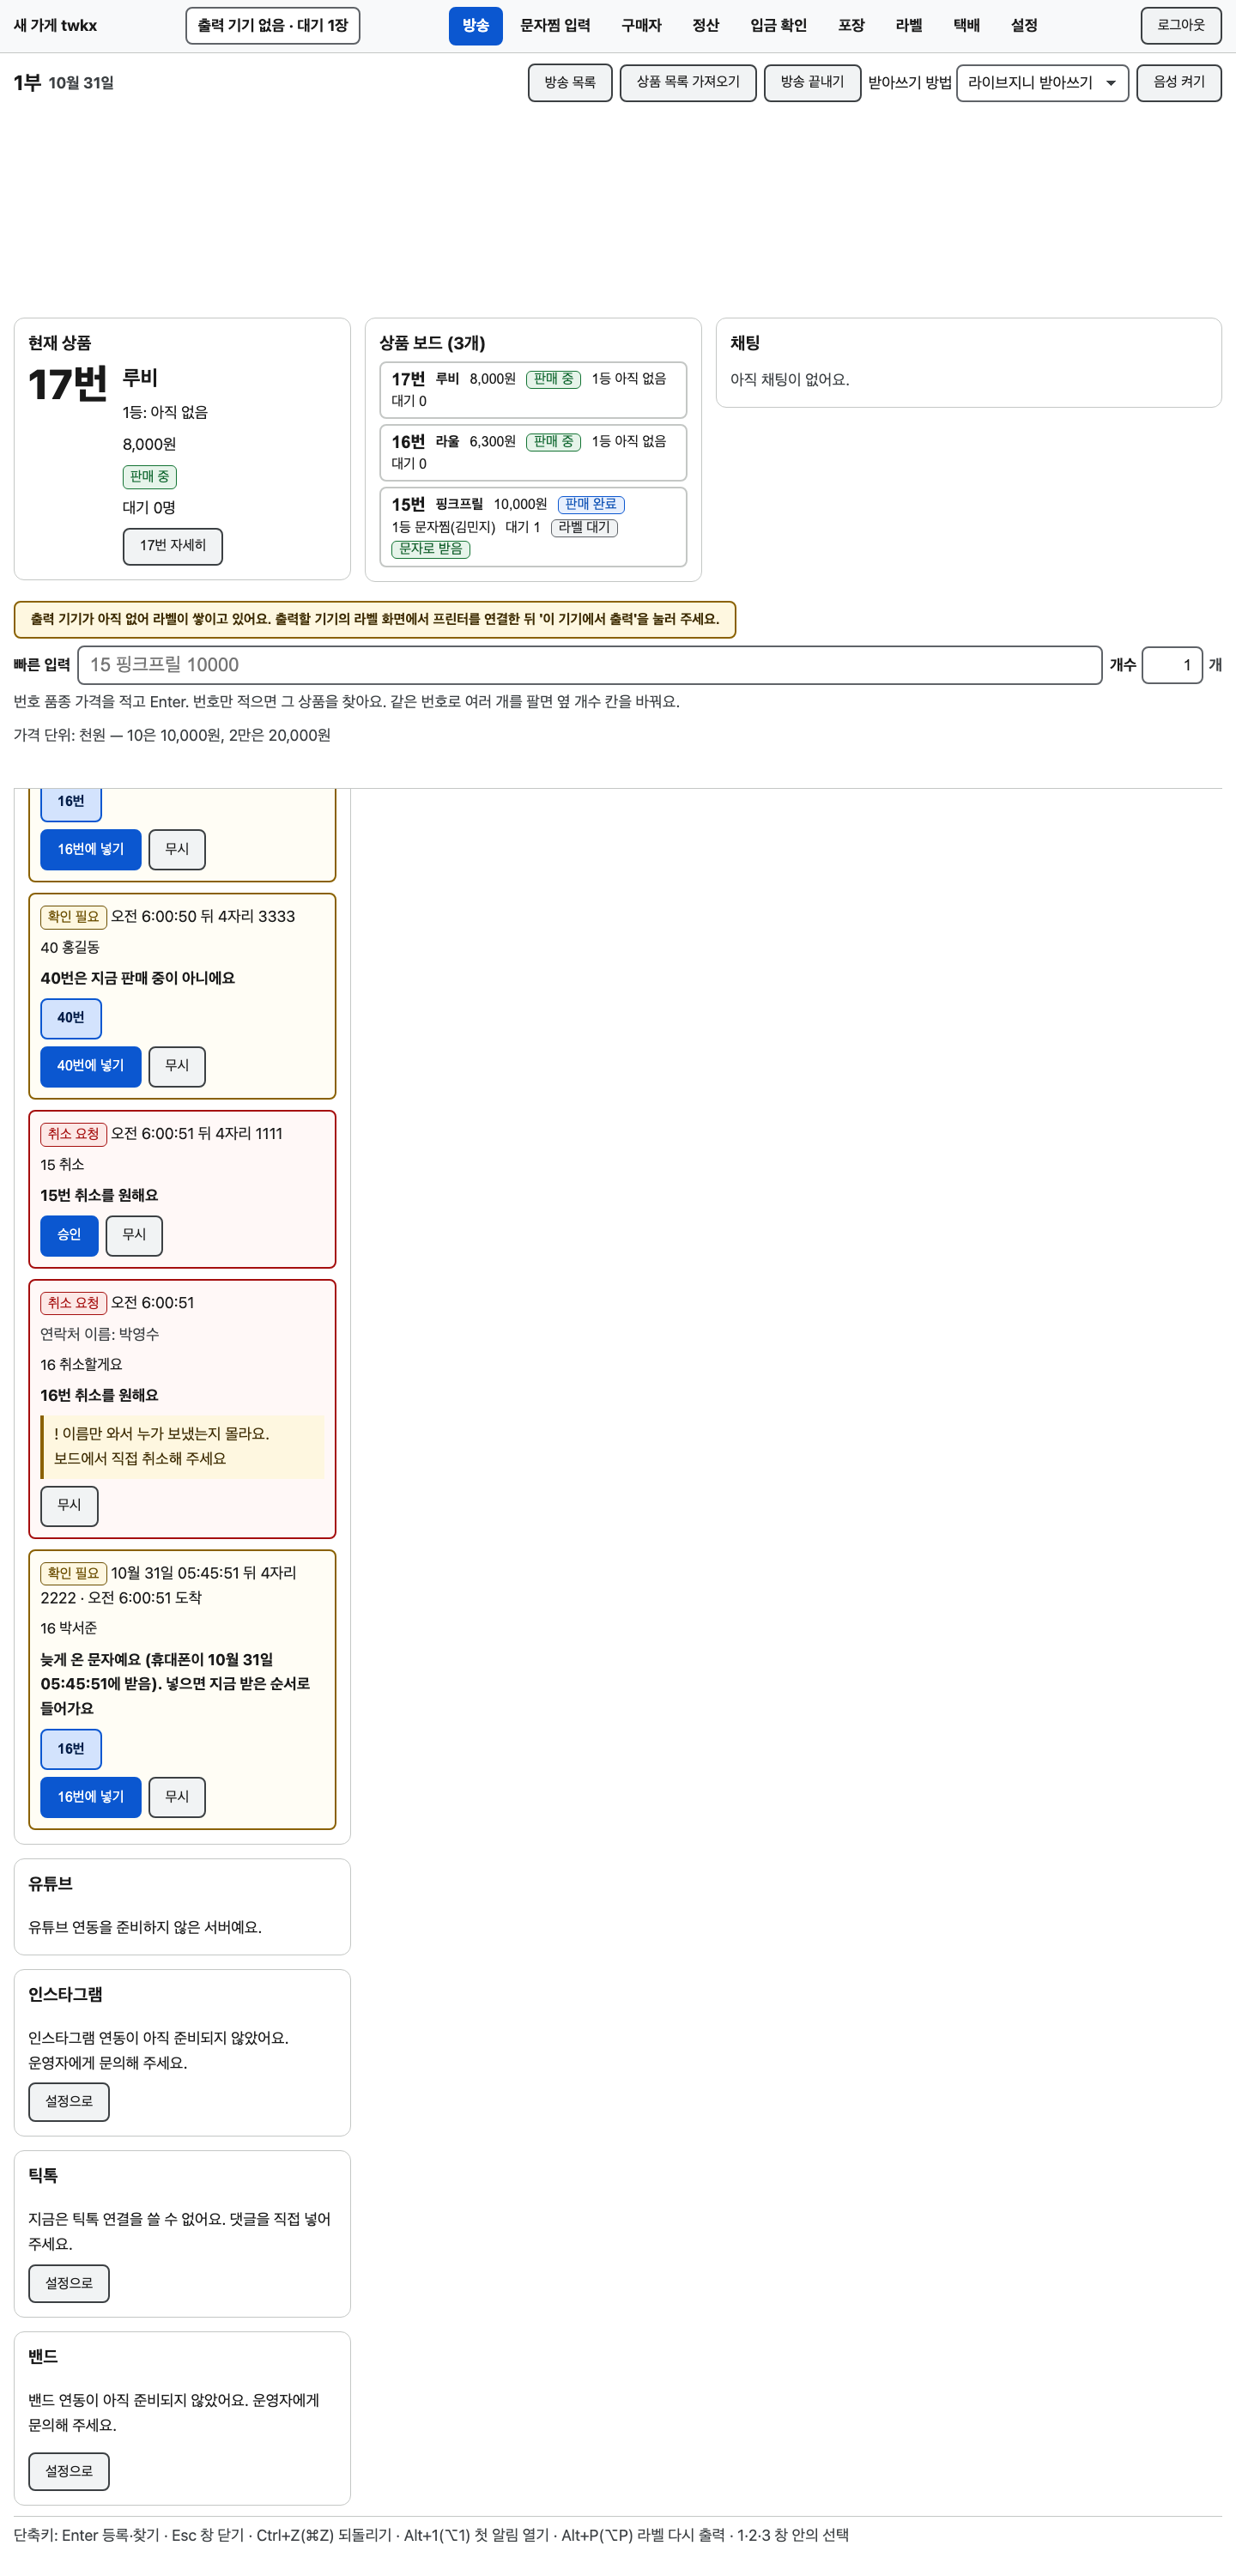 새 가게 twkx
출력 기기 없음 · 대기 1장
방송
문자찜 입력
구매자
정산
입금 확인
포장
라벨
택배
설정
로그아웃
1부 10월 31일
방송 목록
상품 목록 가져오기
방송 끝내기
받아쓰기 방법
라이브지니 받아쓰기
음성 켜기
현재 상품
17번
루비
1등: 아직 없음
8,000원
판매 중
대기 0명
17번 자세히
상품 보드 (3개)
17번 루비 8,000원 판매 중 1등 아직 없음
대기 0
16번 라울 6,300원 판매 중 1등 아직 없음
대기 0
15번 핑크프릴 10,000원 판매 완료
1등 문자찜(김민지) 대기 1 라벨 대기
문자로 받음
채팅
아직 채팅이 없어요.
출력 기기가 아직 없어 라벨이 쌓이고 있어요. 출력할 기기의 라벨 화면에서 프린터를 연결한 뒤 '이 기기에서 출력'을 눌러 주세요.
빠른 입력 15 핑크프릴 10000 개수 1 개
번호 품종 가격을 적고 Enter. 번호만 적으면 그 상품을 찾아요. 같은 번호로 여러 개를 팔면 옆 개수 칸을 바꿔요.
가격 단위: 천원 — 10은 10,000원, 2만은 20,000원
16번
16번에 넣기 무시
확인 필요 오전 6:00:50 뒤 4자리 3333
40 홍길동
40번은 지금 판매 중이 아니에요
40번
40번에 넣기 무시
취소 요청 오전 6:00:51 뒤 4자리 1111
15 취소
15번 취소를 원해요
승인 무시
취소 요청 오전 6:00:51
연락처 이름: 박영수
16 취소할게요
16번 취소를 원해요
! 이름만 와서 누가 보냈는지 몰라요.
보드에서 직접 취소해 주세요
무시
확인 필요 10월 31일 05:45:51 뒤 4자리
2222 · 오전 6:00:51 도착
16 박서준
늦게 온 문자예요 (휴대폰이 10월 31일
05:45:51에 받음). 넣으면 지금 받은 순서로
들어가요
16번
16번에 넣기 무시
유튜브
유튜브 연동을 준비하지 않은 서버예요.
인스타그램
인스타그램 연동이 아직 준비되지 않았어요.
운영자에게 문의해 주세요.
설정으로
틱톡
지금은 틱톡 연결을 쓸 수 없어요. 댓글을 직접 넣어
주세요.
설정으로
밴드
밴드 연동이 아직 준비되지 않았어요. 운영자에게
문의해 주세요.
설정으로
단축키: Enter 등록·찾기 · Esc 창 닫기 · Ctrl+Z(⌘Z) 되돌리기 · Alt+1(⌥1) 첫 알림 열기 · Alt+P(⌥P) 라벨 다시 출력 · 1·2·3 창 안의 선택